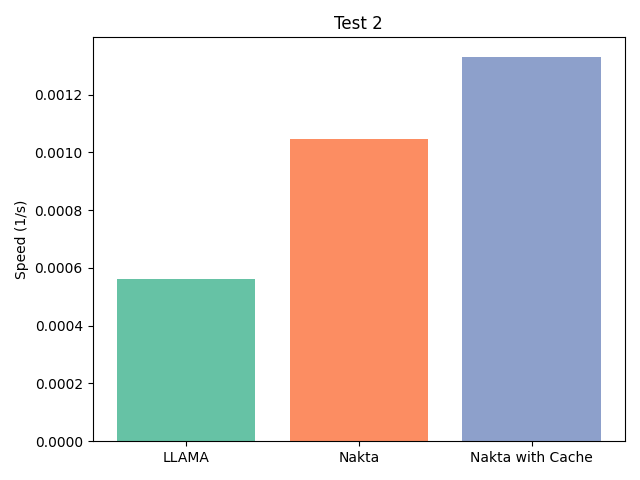 Test 2
Speed (1/s)
0.0012
0.0010
0.0008
0.0006
0.0004
0.0002
0.0000
LLAMA
Nakta
Nakta with Cache